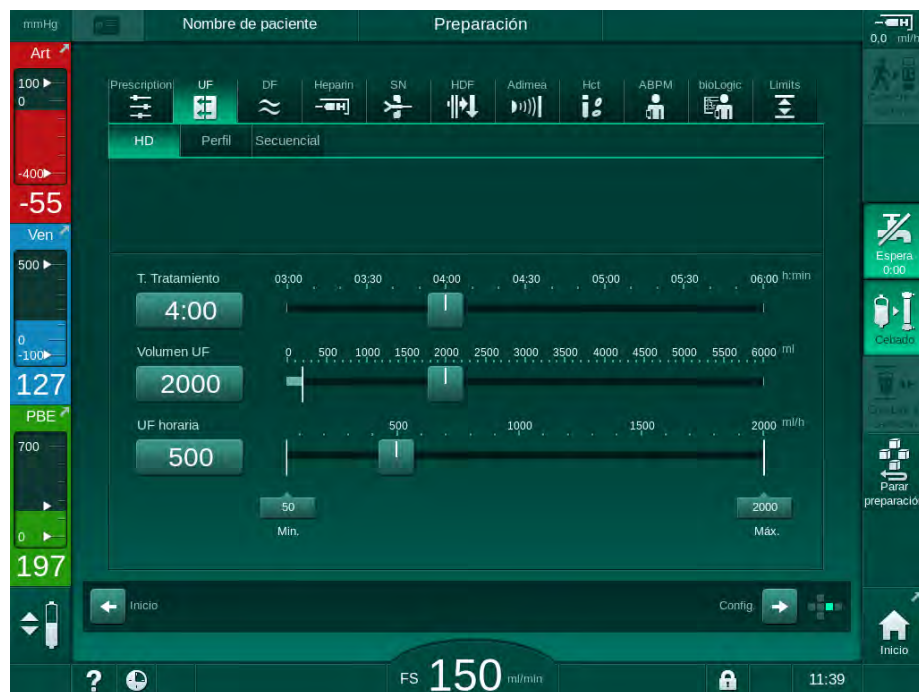 mmHg
Nombre de paciente
Preparación
0,0 ml/h
Art
100
0
-400
-55
Ven
500
0
-100
127
PBE
700
0
197
Prescription
UF
DF
Heparin
SN
HDF
Adimea
Hct
ABPM
bioLogic
Limits
HD
Perfil
Secuencial
T. Tratamiento
03:00 03:30 04:00 04:30 05:00 05:30 06:00 h:min
4:00
Volumen UF
0 500 1000 1500 2000 2500 3000 3500 4000 4500 5000 5500 6000 ml
2000
UF horaria
500 1000 1500 2000 ml/h
500
50
Min.
2000
Máx.
Espera
0:00
Cebado
Parar
preparació
Inicio
Config.
Inicio
? FS 150 ml/min
11:39